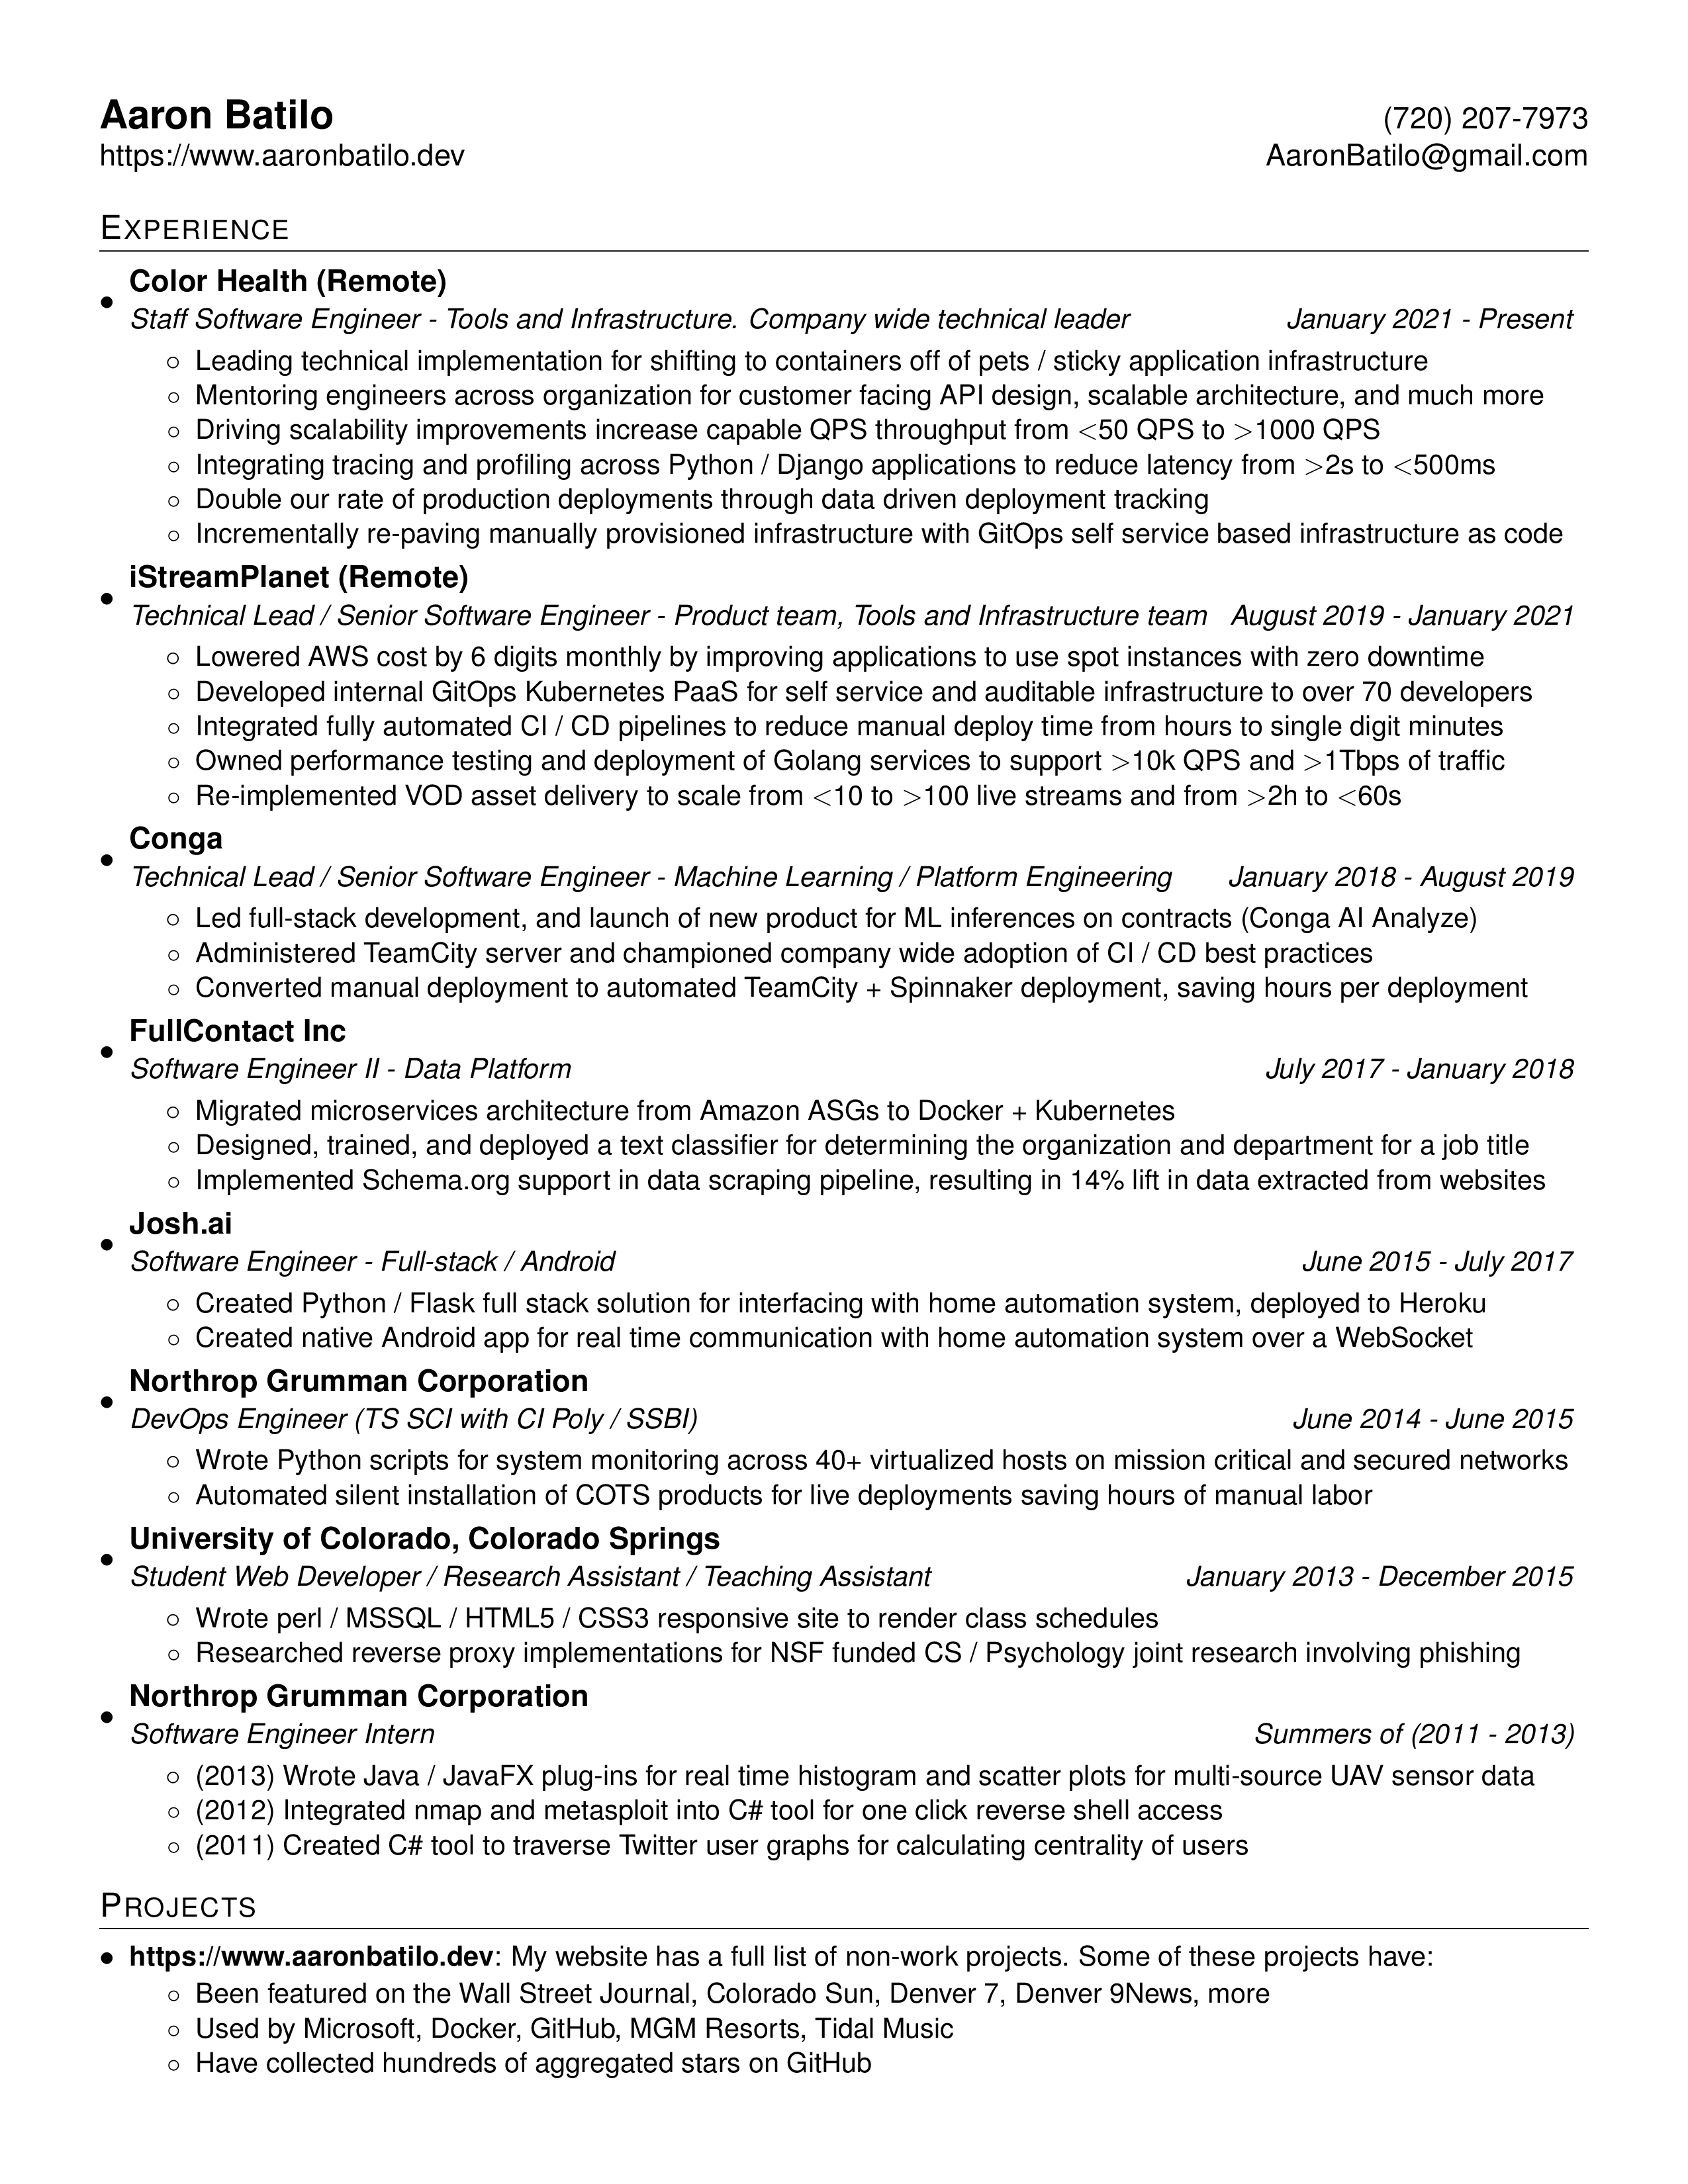 Aaron Batilo
(720) 207-7973
https://www.aaronbatilo.dev
AaronBatilo@gmail.com
EXPERIENCE
Color Health (Remote)
Staff Software Engineer - Tools and Infrastructure. Company wide technical leader January 2021 - Present
Leading technical implementation for shifting to containers off of pets / sticky application infrastructure
Mentoring engineers across organization for customer facing API design, scalable architecture, and much more
Driving scalability improvements increase capable QPS throughput from <50 QPS to >1000 QPS
Integrating tracing and profiling across Python / Django applications to reduce latency from >2s to <500ms
Double our rate of production deployments through data driven deployment tracking
Incrementally re-paving manually provisioned infrastructure with GitOps self service based infrastructure as code
iStreamPlanet (Remote)
Technical Lead / Senior Software Engineer - Product team, Tools and Infrastructure team August 2019 - January 2021
Lowered AWS cost by 6 digits monthly by improving applications to use spot instances with zero downtime
Developed internal GitOps Kubernetes PaaS for self service and auditable infrastructure to over 70 developers
Integrated fully automated CI / CD pipelines to reduce manual deploy time from hours to single digit minutes
Owned performance testing and deployment of Golang services to support >10k QPS and >1Tbps of traffic
Re-implemented VOD asset delivery to scale from <10 to >100 live streams and from >2h to <60s
Conga
Technical Lead / Senior Software Engineer - Machine Learning / Platform Engineering January 2018 - August 2019
Led full-stack development, and launch of new product for ML inferences on contracts (Conga AI Analyze)
Administered TeamCity server and championed company wide adoption of CI / CD best practices
Converted manual deployment to automated TeamCity + Spinnaker deployment, saving hours per deployment
FullContact Inc
Software Engineer II - Data Platform July 2017 - January 2018
Migrated microservices architecture from Amazon ASGs to Docker + Kubernetes
Designed, trained, and deployed a text classifier for determining the organization and department for a job title
Implemented Schema.org support in data scraping pipeline, resulting in 14% lift in data extracted from websites
Josh.ai
Software Engineer - Full-stack / Android June 2015 - July 2017
Created Python / Flask full stack solution for interfacing with home automation system, deployed to Heroku
Created native Android app for real time communication with home automation system over a WebSocket
Northrop Grumman Corporation
DevOps Engineer (TS SCI with CI Poly / SSBI) June 2014 - June 2015
Wrote Python scripts for system monitoring across 40+ virtualized hosts on mission critical and secured networks
Automated silent installation of COTS products for live deployments saving hours of manual labor
University of Colorado, Colorado Springs
Student Web Developer / Research Assistant / Teaching Assistant January 2013 - December 2015
Wrote perl / MSSQL / HTML5 / CSS3 responsive site to render class schedules
Researched reverse proxy implementations for NSF funded CS / Psychology joint research involving phishing
Northrop Grumman Corporation
Software Engineer Intern Summers of (2011 - 2013)
(2013) Wrote Java / JavaFX plug-ins for real time histogram and scatter plots for multi-source UAV sensor data
(2012) Integrated nmap and metasploit into C# tool for one click reverse shell access
(2011) Created C# tool to traverse Twitter user graphs for calculating centrality of users
PROJECTS
https://www.aaronbatilo.dev: My website has a full list of non-work projects. Some of these projects have:
Been featured on the Wall Street Journal, Colorado Sun, Denver 7, Denver 9News, more
Used by Microsoft, Docker, GitHub, MGM Resorts, Tidal Music
Have collected hundreds of aggregated stars on GitHub